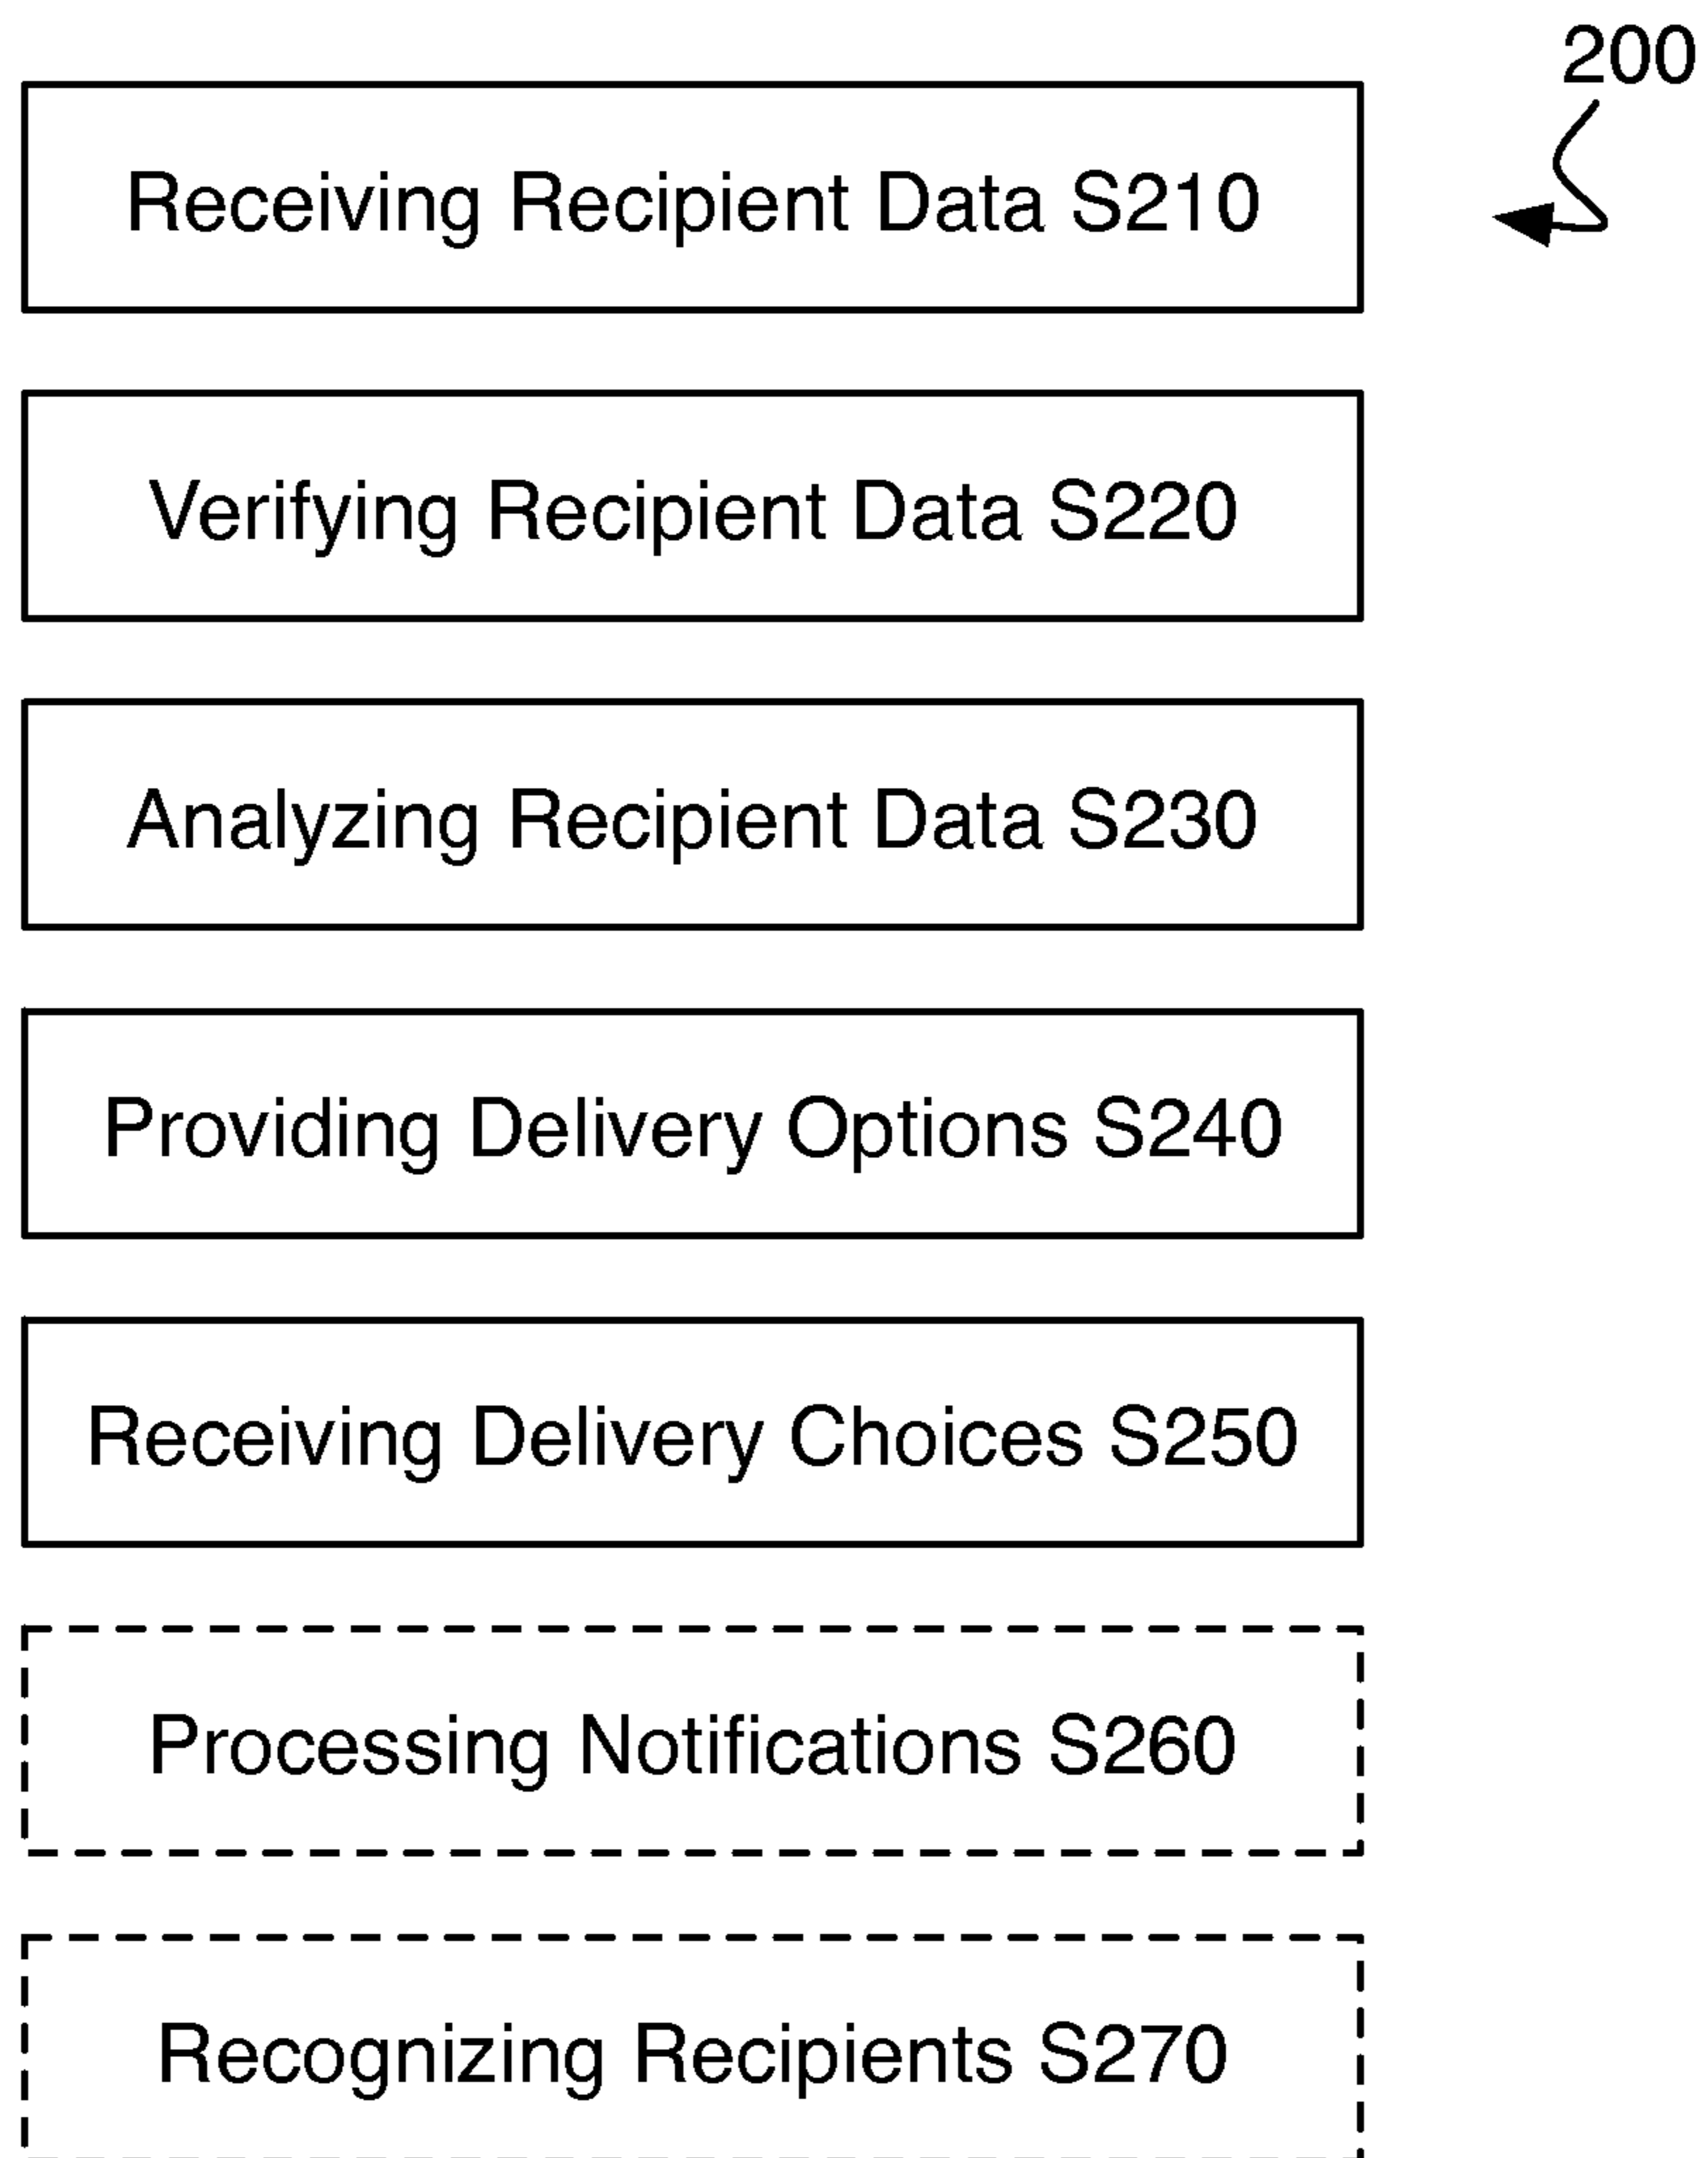 200
Receiving Recipient Data S210
Verifying Recipient Data S220
Analyzing Recipient Data S230
Providing Delivery Options S240
Receiving Delivery Choices S250
Processing Notifications S260
Recognizing Recipients S270